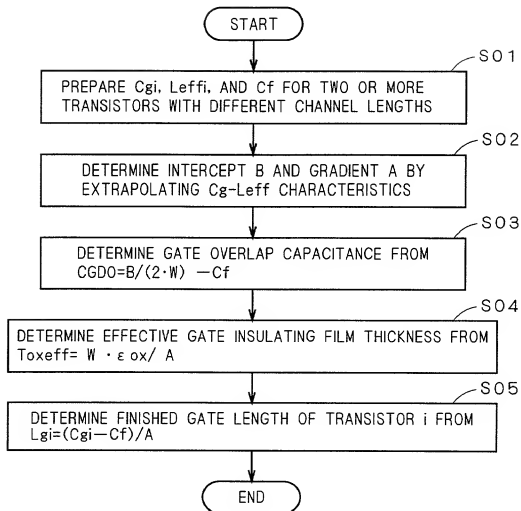 START
S01
PREPARE Cgi, Leffi, AND Cf FOR TWO OR MORE
TRANSISTORS WITH DIFFERENT CHANNEL LENGTHS
S02
DETERMINE INTERCEPT B AND GRADIENT A BY
EXTRAPOLATING Cg-Leff CHARACTERISTICS
S03
DETERMINE GATE OVERLAP CAPACITANCE FROM
CGDO=B/(2·W) -Cf
S04
DETERMINE EFFECTIVE GATE INSULATING FILM THICKNESS FROM
Toxeff= W · ε ox/ A
S05
DETERMINE FINISHED GATE LENGTH OF TRANSISTOR i FROM
Lgi=(Cgi-Cf)/A
END